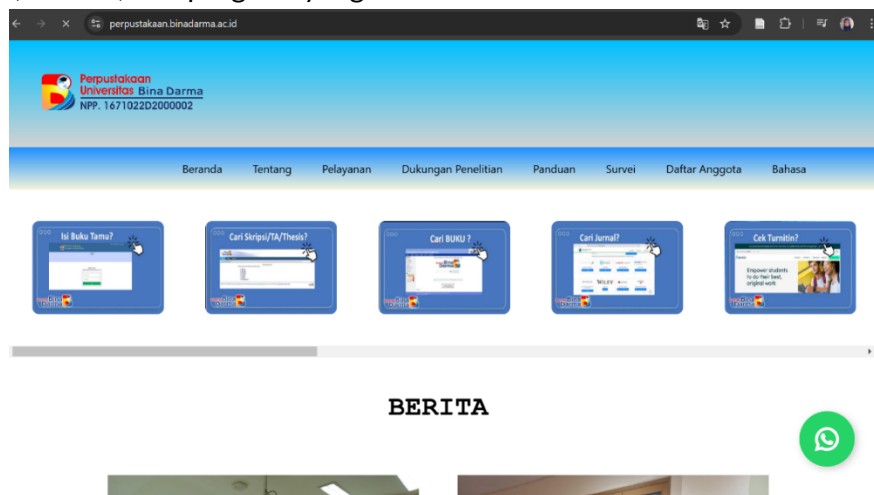 perpustakaan.binadarma.ac.id
Perpustakaan
Universitas Bina Darma
NPP. 1671022D2000002
Beranda Tentang Pelayanan Dukungan Penelitian Panduan Survei Daftar Anggota Bahasa
Isi Buku Tamu? Cari Skripsi/TA/Thesis? Cari BUKU ? Cari Jurnal? Cek Turnitin?
WILEY
Empower students
to do their best,
original work
BERITA